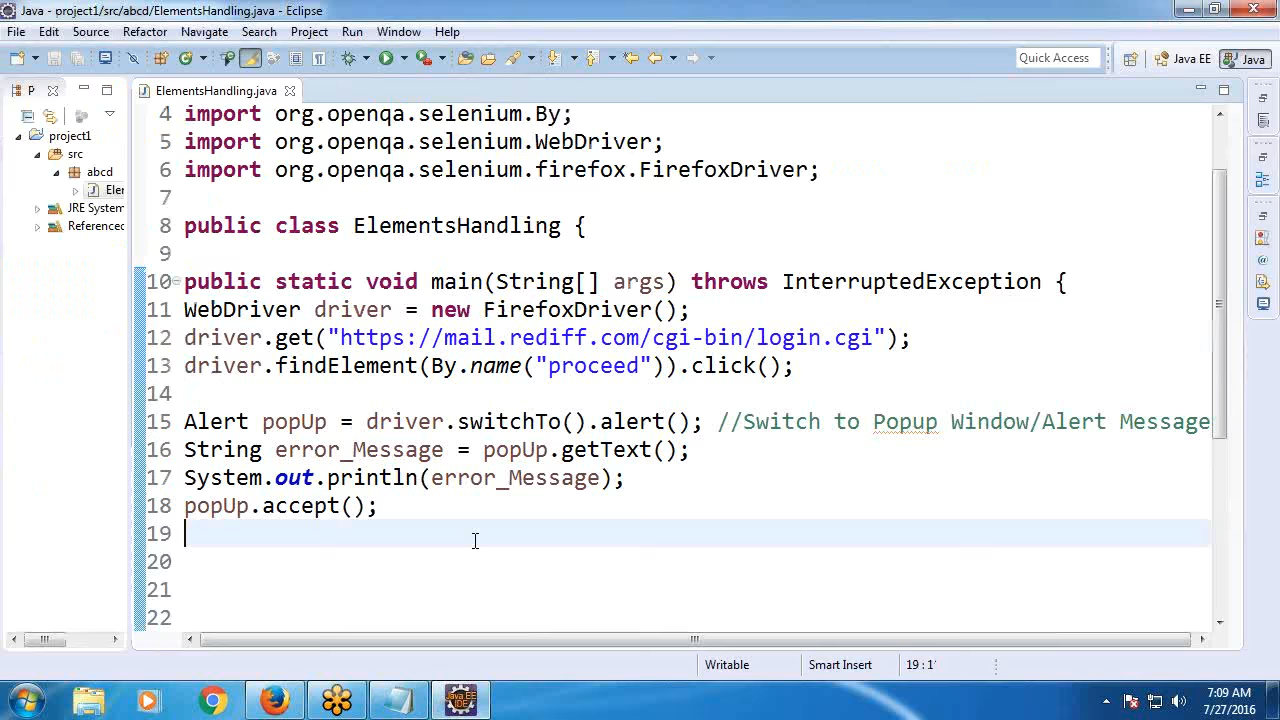 Java - project1/src/abcd/ElementsHandling.java - Eclipse
File Edit Source Refactor Navigate Search Project Run Window Help
Quick Access Java EE Java
P ElementsHandling.java
project1
src
abcd
Eler
JRE System
Referenced
4 import org.openqa.selenium.By;
5 import org.openqa.selenium.WebDriver;
6 import org.openqa.selenium.firefox.FirefoxDriver;
7
8 public class ElementsHandling {
9
10 public static void main(String[] args) throws InterruptedException {
11 WebDriver driver = new FirefoxDriver();
12 driver.get("https://mail.rediff.com/cgi-bin/login.cgi");
13 driver.findElement(By.name("proceed")).click();
14
15 Alert popUp = driver.switchTo().alert(); //Switch to Popup Window/Alert Message
16 String error_Message = popUp.getText();
17 System.out.println(error_Message);
18 popUp.accept();
19
20
21
22
Writable Smart Insert 19 : 1
Java EE IDE
7:09 AM
7/27/2016